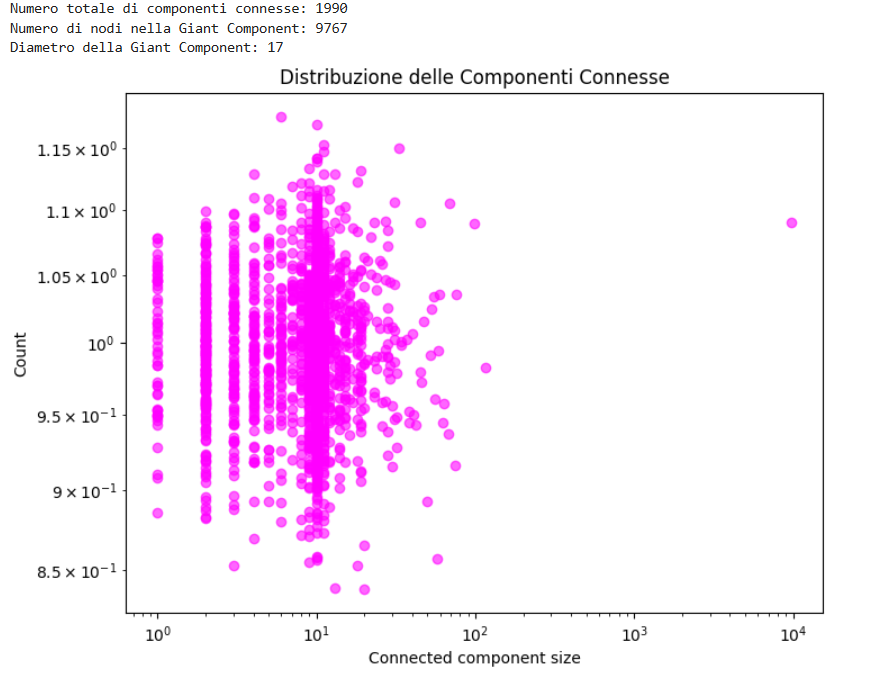 Numero totale di componenti connesse: 1990
Numero di nodi nella Giant Component: 9767
Diametro della Giant Component: 17
Distribuzione delle Componenti Connesse
1.15 × 10⁰
1.1 × 10⁰
1.05 × 10⁰
10⁰
9.5 × 10⁻¹
9 × 10⁻¹
8.5 × 10⁻¹
Count
10⁰ 10¹ 10² 10³ 10⁴
Connected component size